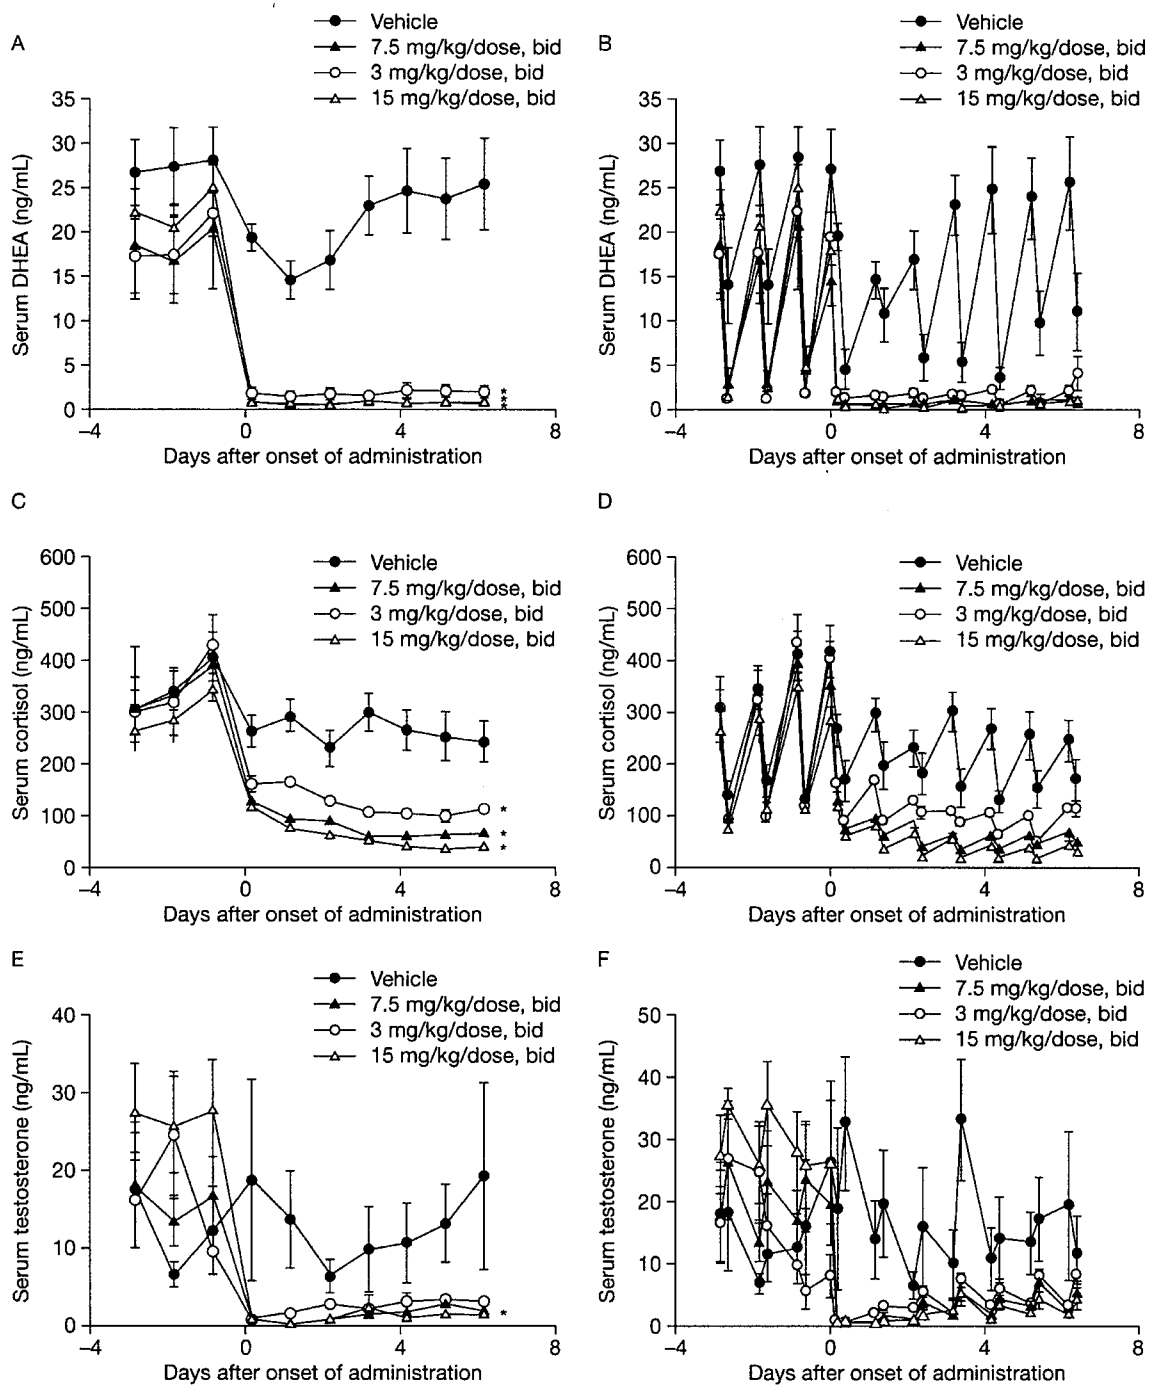 A
Vehicle
7.5 mg/kg/dose, bid
3 mg/kg/dose, bid
15 mg/kg/dose, bid
Serum DHEA (ng/mL)
35
30
25
20
15
10
5
0
*
*
*
−4
0
4
8
Days after onset of administration
B
Vehicle
7.5 mg/kg/dose, bid
3 mg/kg/dose, bid
15 mg/kg/dose, bid
Serum DHEA (ng/mL)
35
30
25
20
15
10
5
0
−4
0
4
8
Days after onset of administration
C
Vehicle
7.5 mg/kg/dose, bid
3 mg/kg/dose, bid
15 mg/kg/dose, bid
Serum cortisol (ng/mL)
600
500
400
300
200
100
0
*
*
*
−4
0
4
8
Days after onset of administration
D
Vehicle
7.5 mg/kg/dose, bid
3 mg/kg/dose, bid
15 mg/kg/dose, bid
Serum cortisol (ng/mL)
600
500
400
300
200
100
0
−4
0
4
8
Days after onset of administration
E
Vehicle
7.5 mg/kg/dose, bid
3 mg/kg/dose, bid
15 mg/kg/dose, bid
Serum testosterone (ng/mL)
40
30
20
10
0
*
−4
0
4
8
Days after onset of administration
F
Vehicle
7.5 mg/kg/dose, bid
3 mg/kg/dose, bid
15 mg/kg/dose, bid
Serum testosterone (ng/mL)
50
40
30
20
10
0
−4
0
4
8
Days after onset of administration